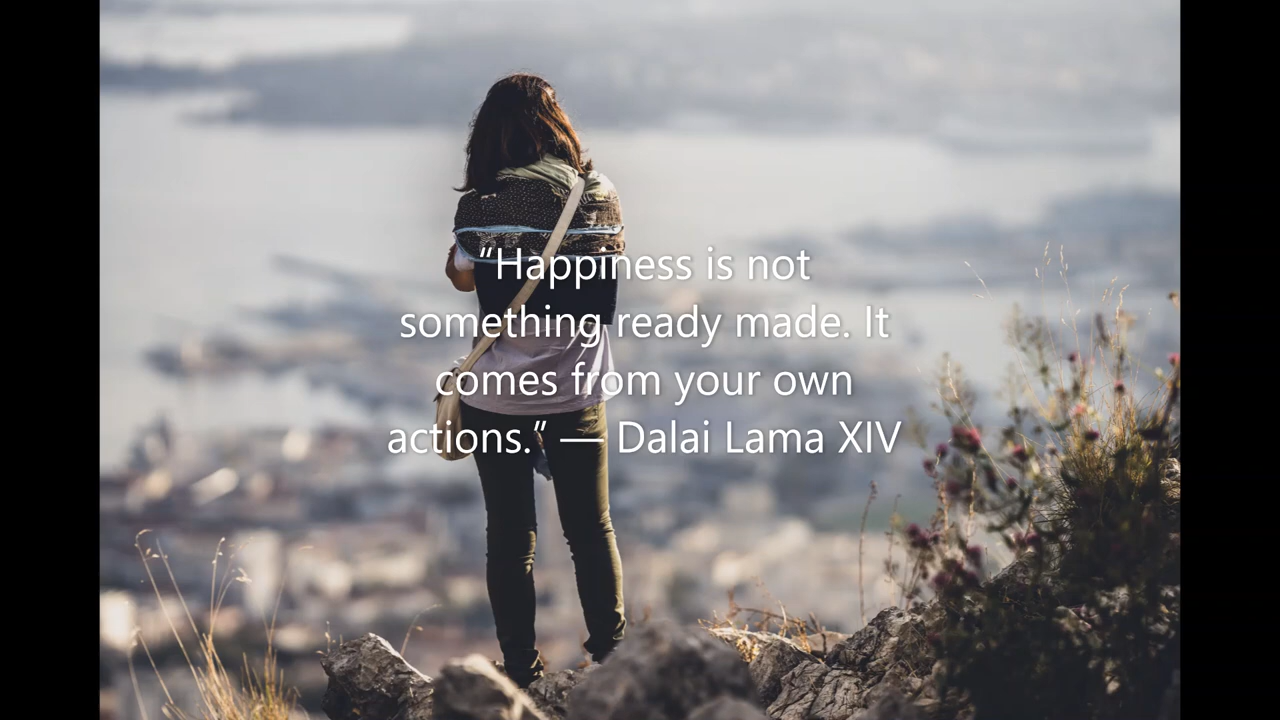 “Happiness is not
something ready made. It
comes from your own
actions.” — Dalai Lama XIV